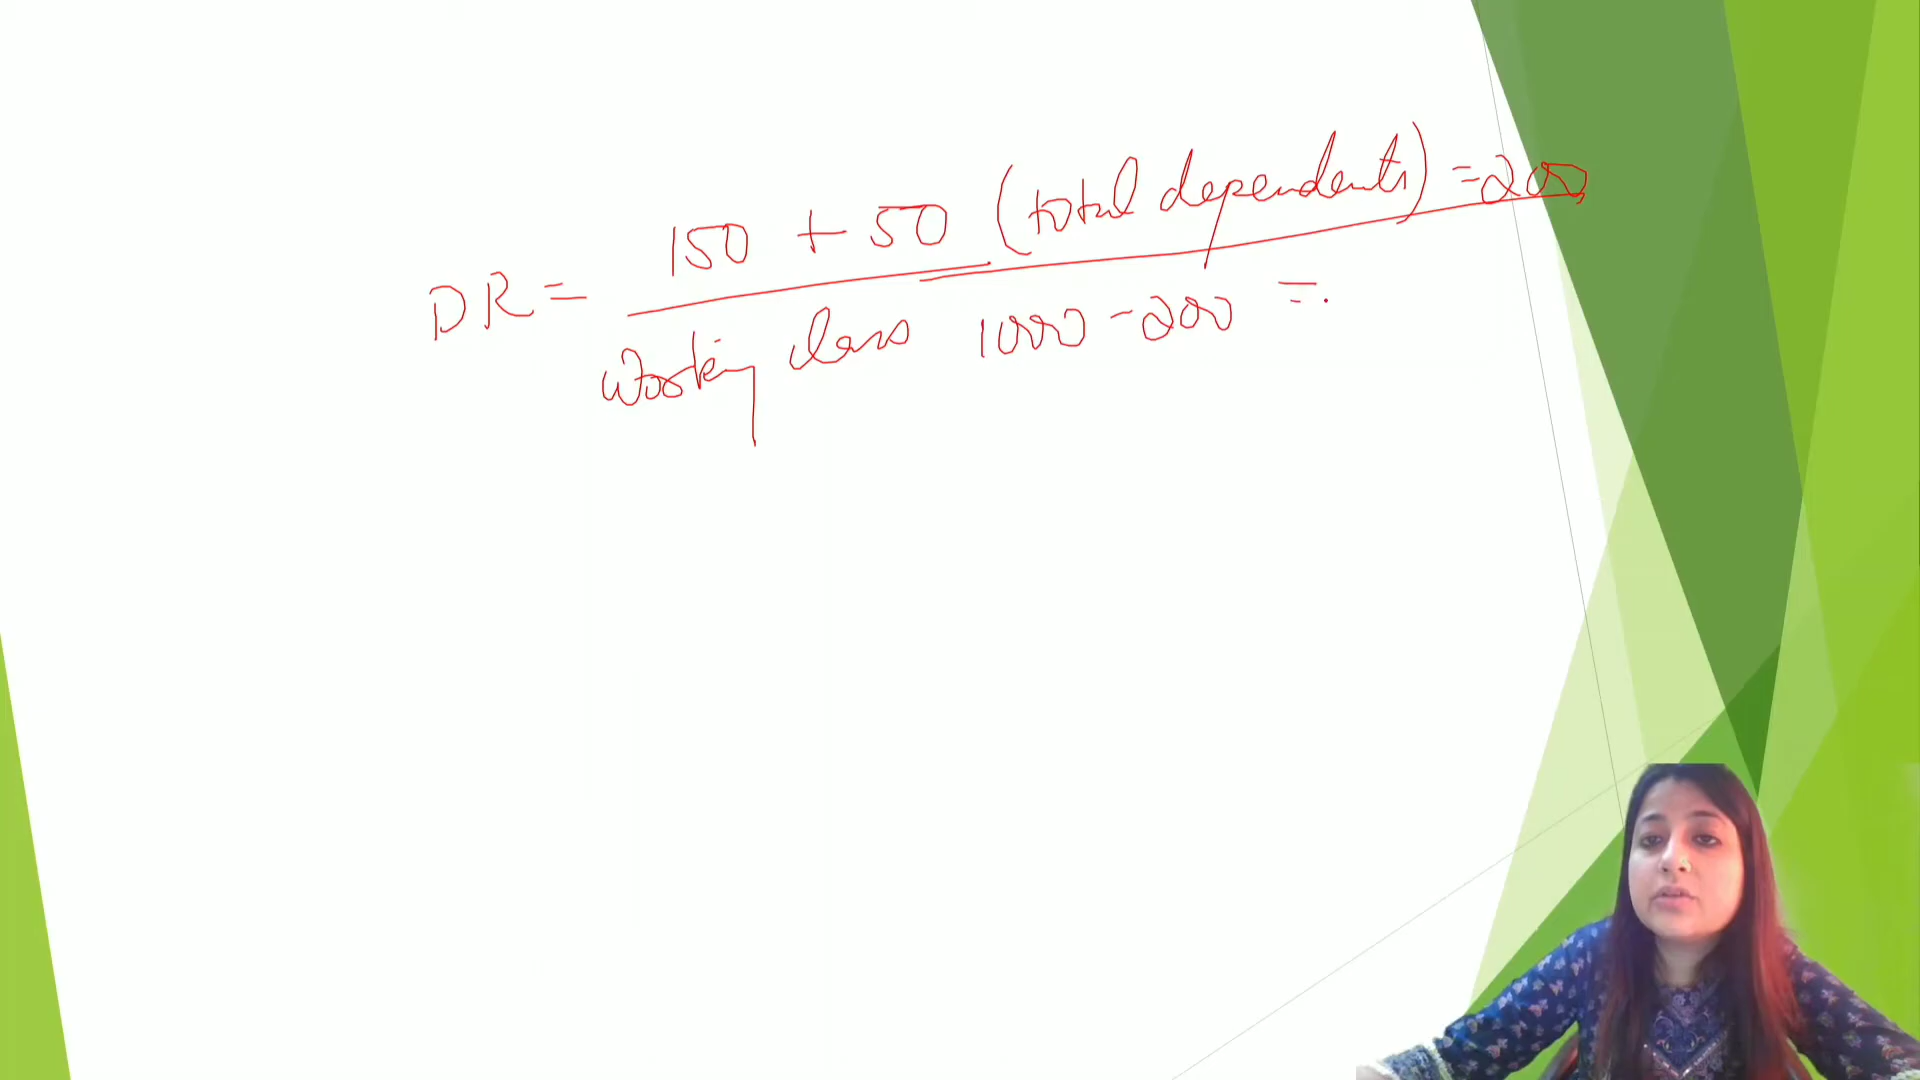 DR = 150 + 50 (total dependents) = 200
working class 1000 - 200 =